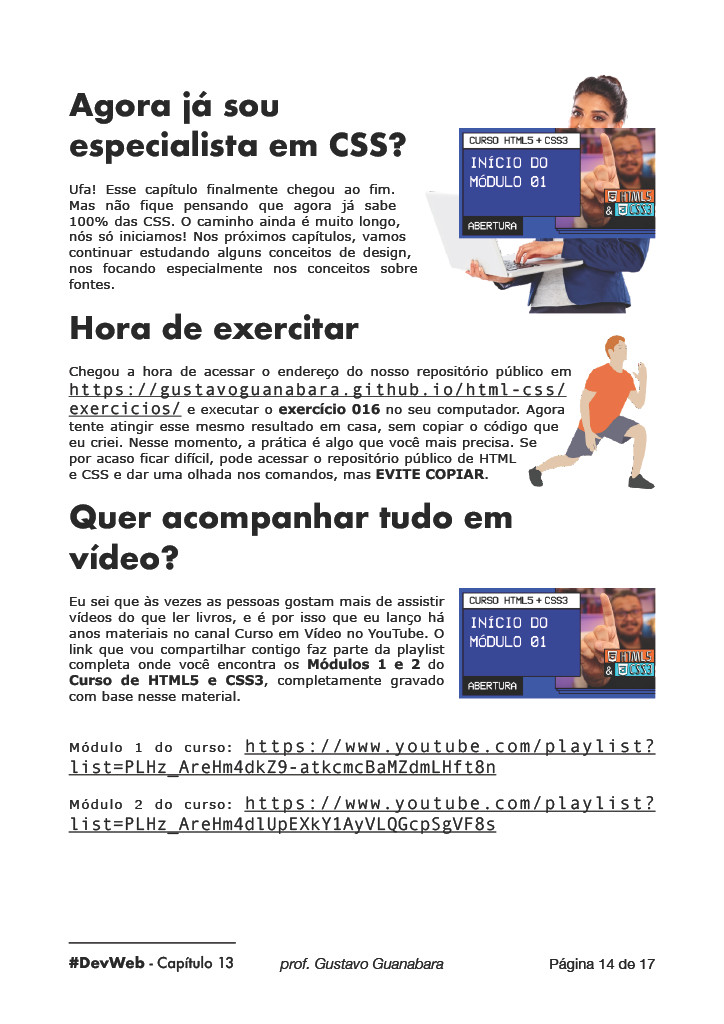 Agora já sou
especialista em CSS?
CURSO HTML5 + CSS3
INÍCIO DO
MÓDULO 01
HTML5
& CSS3
ABERTURA
Ufa! Esse capítulo finalmente chegou ao fim.
Mas não fique pensando que agora já sabe
100% das CSS. O caminho ainda é muito longo,
nós só iniciamos! Nos próximos capítulos, vamos
continuar estudando alguns conceitos de design,
nos focando especialmente nos conceitos sobre
fontes.
Hora de exercitar
Chegou a hora de acessar o endereço do nosso repositório público em
https://gustavoguanabara.github.io/html-css/
exercicios/ e executar o exercício 016 no seu computador. Agora
tente atingir esse mesmo resultado em casa, sem copiar o código que
eu criei. Nesse momento, a prática é algo que você mais precisa. Se
por acaso ficar difícil, pode acessar o repositório público de HTML
e CSS e dar uma olhada nos comandos, mas EVITE COPIAR.
Quer acompanhar tudo em
vídeo?
Eu sei que às vezes as pessoas gostam mais de assistir
vídeos do que ler livros, e é por isso que eu lanço há
anos materiais no canal Curso em Vídeo no YouTube. O
link que vou compartilhar contigo faz parte da playlist
completa onde você encontra os Módulos 1 e 2 do
Curso de HTML5 e CSS3, completamente gravado
com base nesse material.
CURSO HTML5 + CSS3
INÍCIO DO
MÓDULO 01
HTML5
& CSS3
ABERTURA
Módulo 1 do curso: https://www.youtube.com/playlist?
list=PLHz_AreHm4dkZ9-atkcmcBaMZdmLHft8n
Módulo 2 do curso: https://www.youtube.com/playlist?
list=PLHz_AreHm4dlUpEXkY1AyVLQGcpSgVF8s
#DevWeb - Capítulo 13 prof. Gustavo Guanabara Página 14 de 17